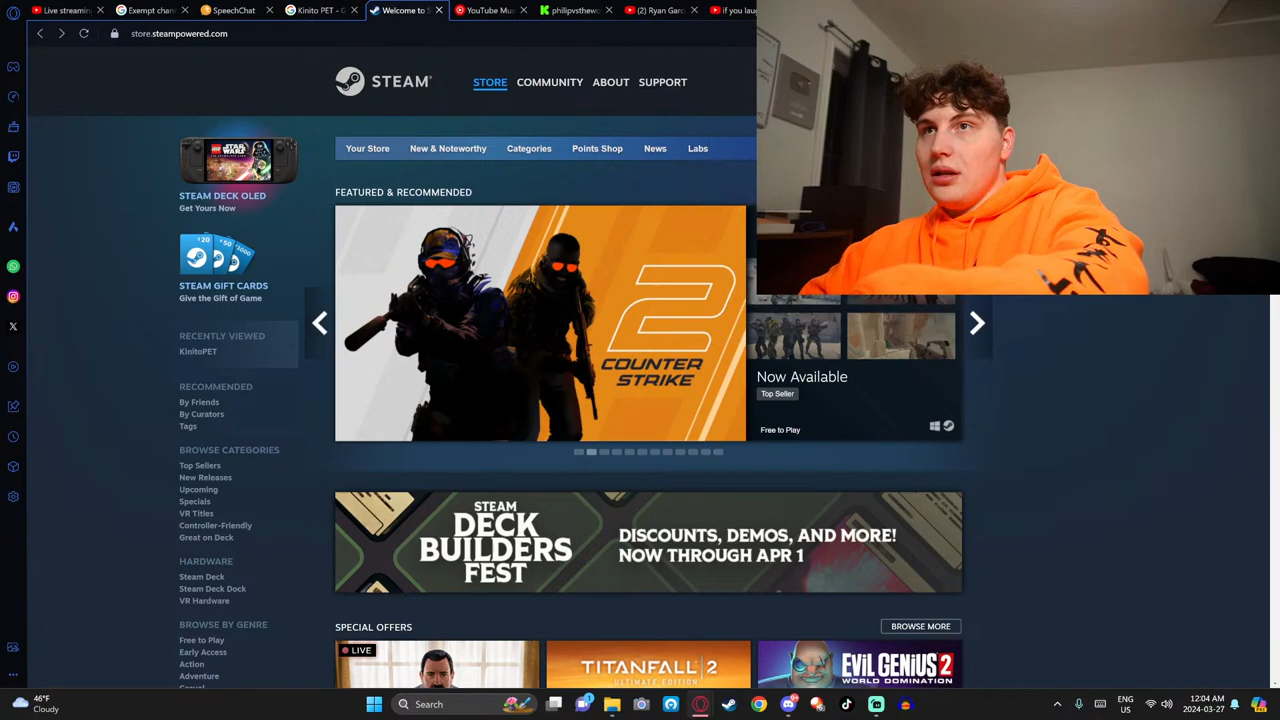 Live streaming
Exempt chan
SpeechChat
Kinito PET - G
Welcome to S
YouTube Mus
philipvsthewo
(2) Ryan Garc
if you lau
store.steampowered.com
STEAM®
STORE COMMUNITY ABOUT SUPPORT
Your Store New & Noteworthy Categories Points Shop News Labs
STEAM DECK OLED
Get Yours Now
STEAM GIFT CARDS
Give the Gift of Game
RECENTLY VIEWED
KinitoPET
RECOMMENDED
By Friends
By Curators
Tags
BROWSE CATEGORIES
Top Sellers
New Releases
Upcoming
Specials
VR Titles
Controller-Friendly
Great on Deck
HARDWARE
Steam Deck
Steam Deck Dock
VR Hardware
BROWSE BY GENRE
Free to Play
Early Access
Action
Adventure
FEATURED & RECOMMENDED
2
COUNTER
STRIKE
Now Available
Top Seller
Free to Play
STEAM
DECK
BUILDERS
FEST
DISCOUNTS, DEMOS, AND MORE!
NOW THROUGH APR 1
SPECIAL OFFERS
BROWSE MORE
LIVE
TITANFALL 2
ULTIMATE EDITION
EVIL GENIUS 2
WORLD DOMINATION
46°F
Cloudy
Search
ENG
US
12:04 AM
2024-03-27